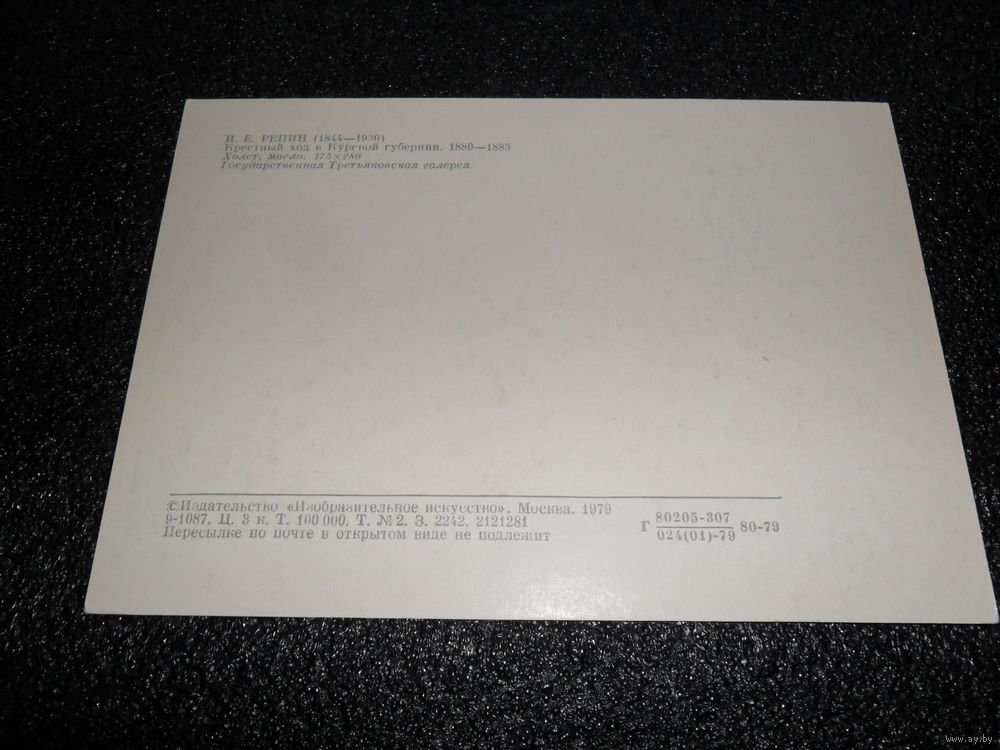 И. Е. РЕПИН (1844—1930)
Крестный ход в Курской губернии. 1880—1883
Холст, масло. 175×280
Государственная Третьяковская галерея
© Издательство «Изобразительное искусство». Москва. 1979
9-1087. Ц. 3 к. Т. 100 000. Т. № 2. З. 2242. 2121281
Пересылке по почте в открытом виде не подлежит
Г 80205-307
024(01)-79 80-79
www.ay.by